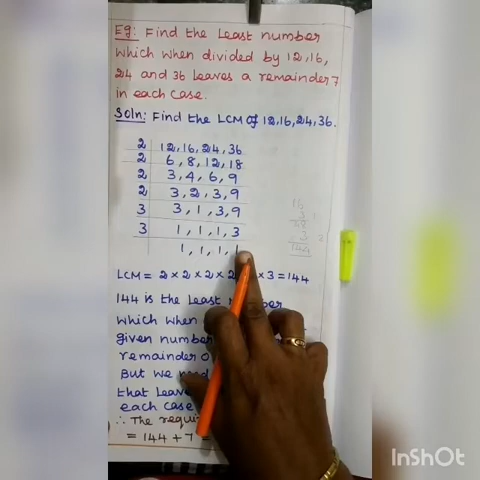 Eg: Find the Least number
which when divided by 12,16,
24 and 36 leaves a remainder 7
in each case.
Soln: Find the LCM of 12,16,24,36.
2 12,16,24,36
2 6,8,12,18
2 3,4,6,9
2 3,2,3,9
3 3,1,3,9
3 1,1,1,3
1,1,1,1
144
LCM = 2 × 2 × 2 × 2 × 3 = 144
144 is the Least
which when
given number
remainder 0
But we
that Leave
each case
∴ The requi
= 144 + 7 =
InShOt